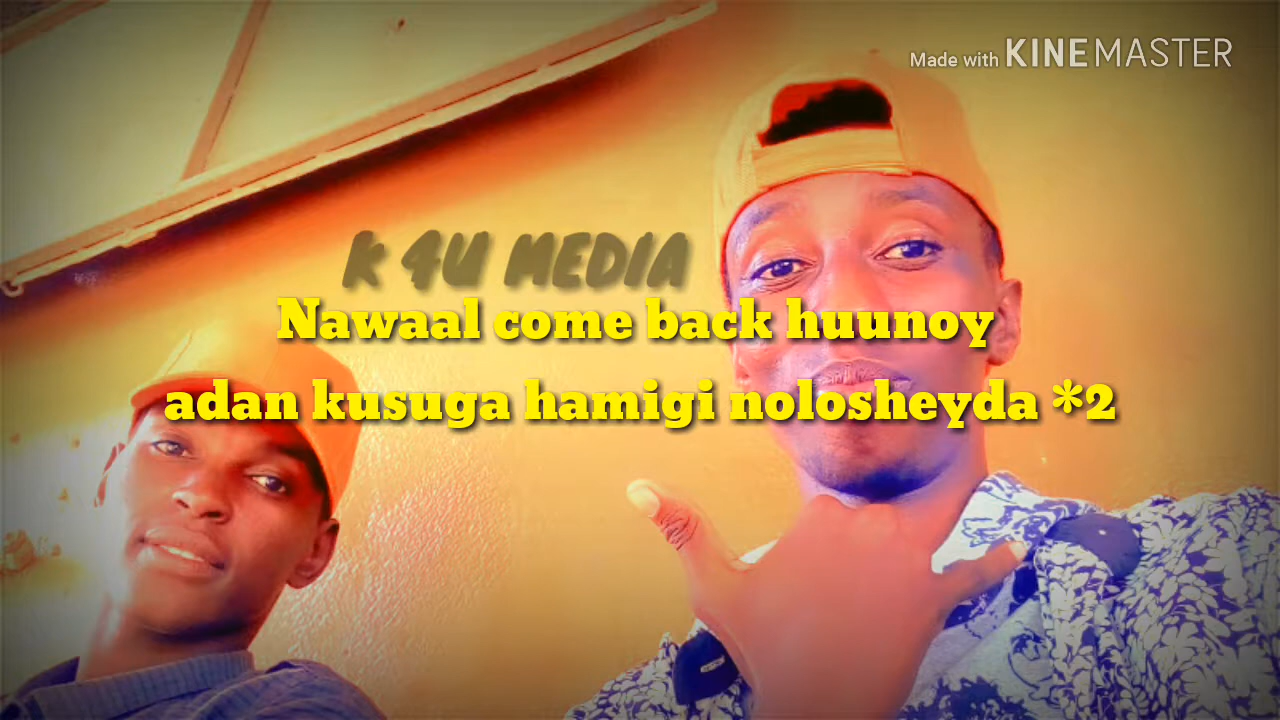 Made with KINEMASTER
K 4U MEDIA
Nawaal come back huunoy
adan kusuga hamigi nolosheyda *2